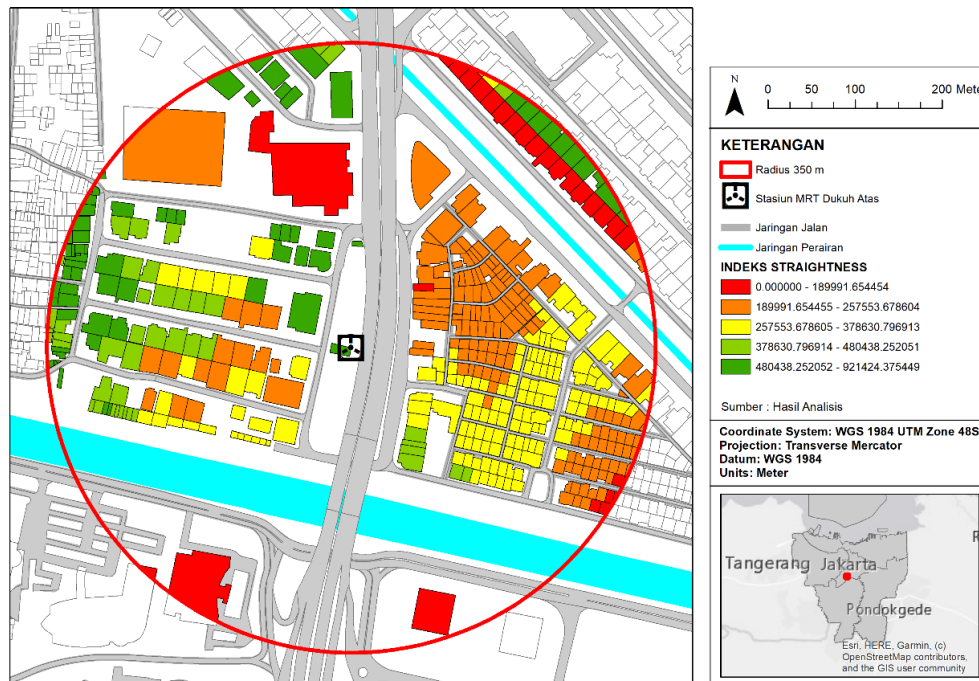 N
0 50 100 200 Mete
KETERANGAN
Radius 350 m
Stasiun MRT Dukuh Atas
Jaringan Jalan
Jaringan Perairan
INDEKS STRAIGHTNESS
0.000000 - 189991.654454
189991.654455 - 257553.678604
257553.678605 - 378630.796913
378630.796914 - 480438.252051
480438.252052 - 921424.375449
Sumber : Hasil Analisis
Coordinate System: WGS 1984 UTM Zone 48S
Projection: Transverse Mercator
Datum: WGS 1984
Units: Meter
Tangerang Jakarta
R
Pondokgede
Esri, HERE, Garmin, (c)
OpenStreetMap contributors,
and the GIS user community